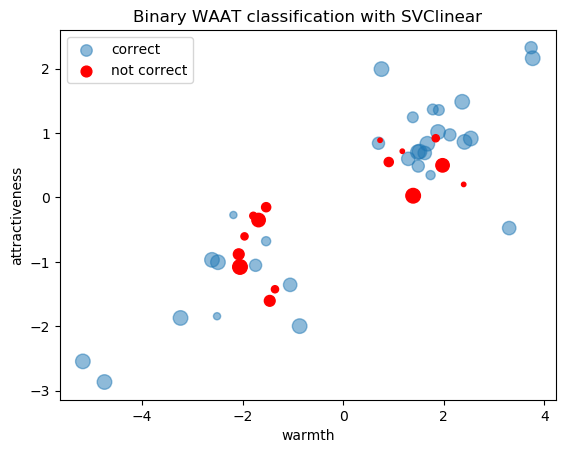 Binary WAAT classification with SVClinear
correct
not correct
2
1
0
−1
−2
−3
attractiveness
−4
−2
0
2
4
warmth